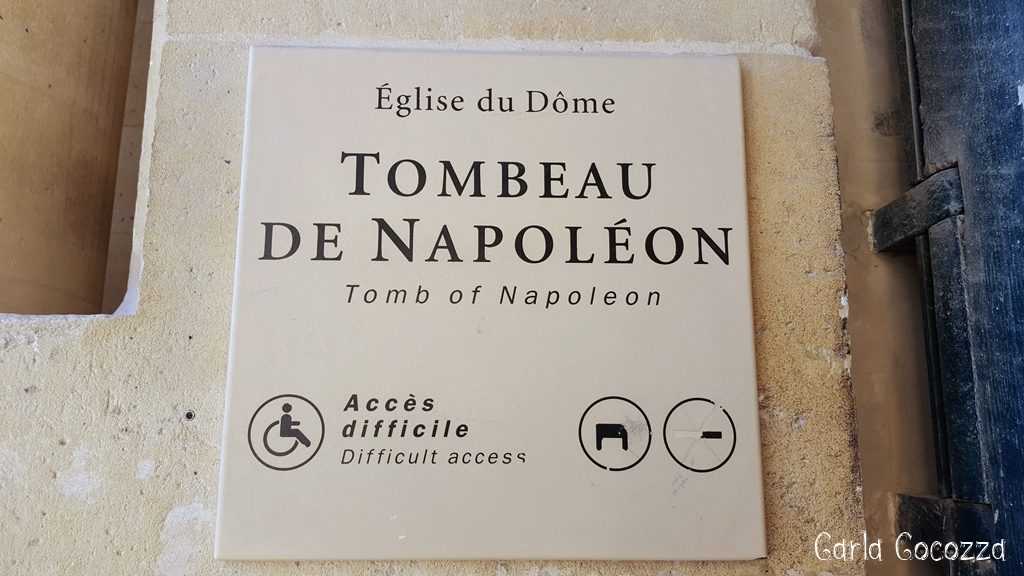 Église du Dôme
TOMBEAU
DE NAPOLÉON
Tomb of Napoleon
Accès
difficile
Difficult access
Carla Cocozza